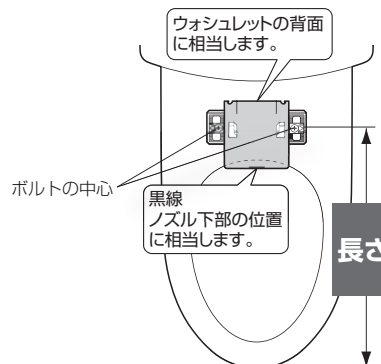 ウォシュレットの背面
に相当します。
ボルトの中心
黒線
ノズル下部の位置
に相当します。
長さ